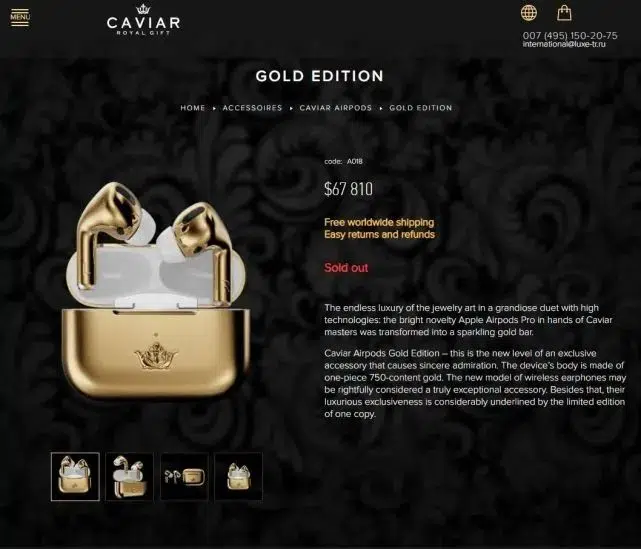 MENU
CAVIAR
ROYAL GIFT
007 (495) 150-20-75
international@luxe-tr.ru
GOLD EDITION
HOME ▸ ACCESSOIRES ▸ CAVIAR AIRPODS ▸ GOLD EDITION
code: A018
$67 810
Free worldwide shipping
Easy returns and refunds
Sold out
The endless luxury of the jewelry art in a grandiose duet with high
technologies: the bright novelty Apple Airpods Pro in hands of Caviar
masters was transformed into a sparkling gold bar.
Caviar Airpods Gold Edition – this is the new level of an exclusive
accessory that causes sincere admiration. The device's body is made of
one-piece 750-content gold. The new model of wireless earphones may
be rightfully considered a truly exceptional accessory. Besides that, their
luxurious exclusiveness is considerably underlined by the limited edition
of one copy.